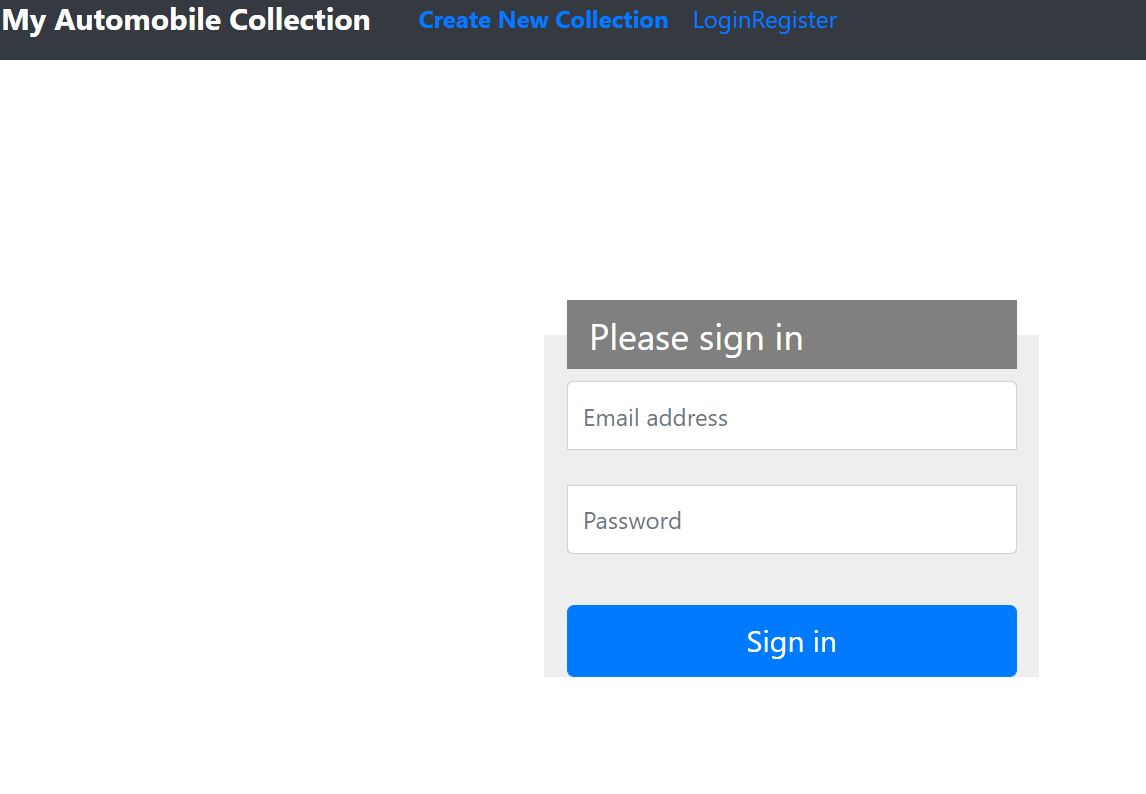 My Automobile Collection Create New Collection LoginRegister
Please sign in
Email address
Password
Sign in